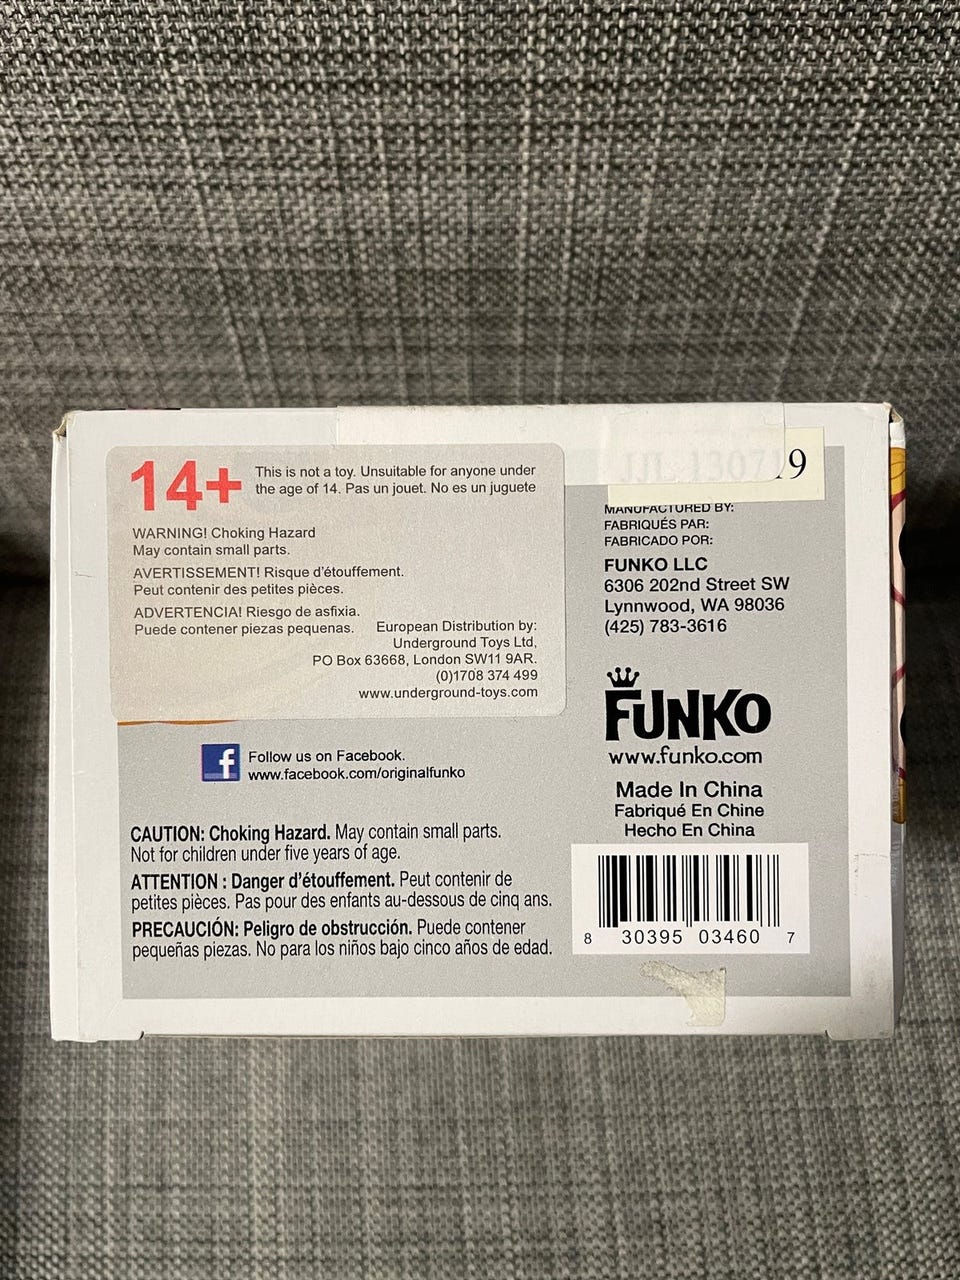 14+
This is not a toy. Unsuitable for anyone under
the age of 14. Pas un jouet. No es un juguete
WARNING! Choking Hazard
May contain small parts.
AVERTISSEMENT! Risque d'étouffement.
Peut contenir des petites pièces.
ADVERTENCIA! Riesgo de asfixia.
Puede contener piezas pequenas.
European Distribution by:
Underground Toys Ltd,
PO Box 63668, London SW11 9AR.
(0)1708 374 499
www.underground-toys.com
f
Follow us on Facebook.
www.facebook.com/originalfunko
CAUTION: Choking Hazard. May contain small parts.
Not for children under five years of age.
ATTENTION : Danger d'étouffement. Peut contenir de
petites pièces. Pas pour des enfants au-dessous de cinq ans.
PRECAUCIÓN: Peligro de obstrucción. Puede contener
pequeñas piezas. No para los niños bajo cinco años de edad.
MANUFACTURED BY:
FABRIQUÉS PAR:
FABRICADO POR:
FUNKO LLC
6306 202nd Street SW
Lynnwood, WA 98036
(425) 783-3616
FUNKO
www.funko.com
Made In China
Fabriqué En Chine
Hecho En China
8 30395 03460 7